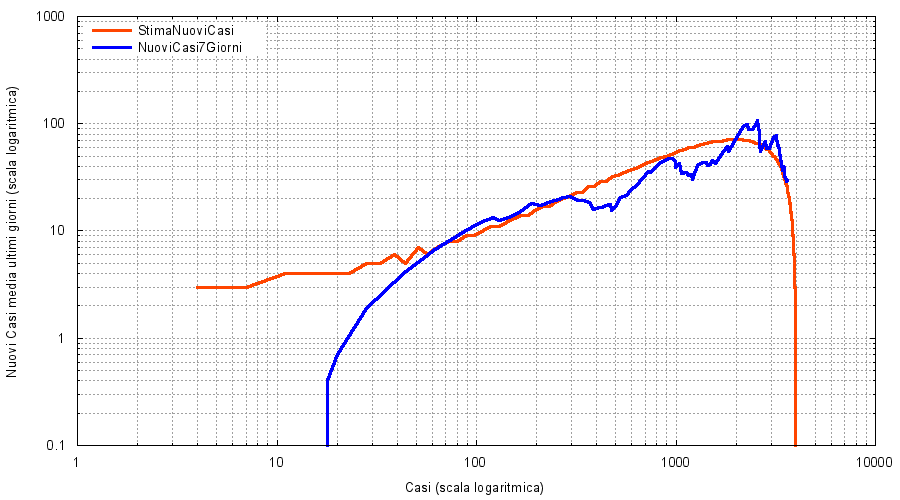 1000
StimaNuoviCasi
NuoviCasi7Giorni
100
10
1
0.1
Nuovi Casi media ultimi giorni (scala logaritmica)
1 10 100 1000 10000
Casi (scala logaritmica)